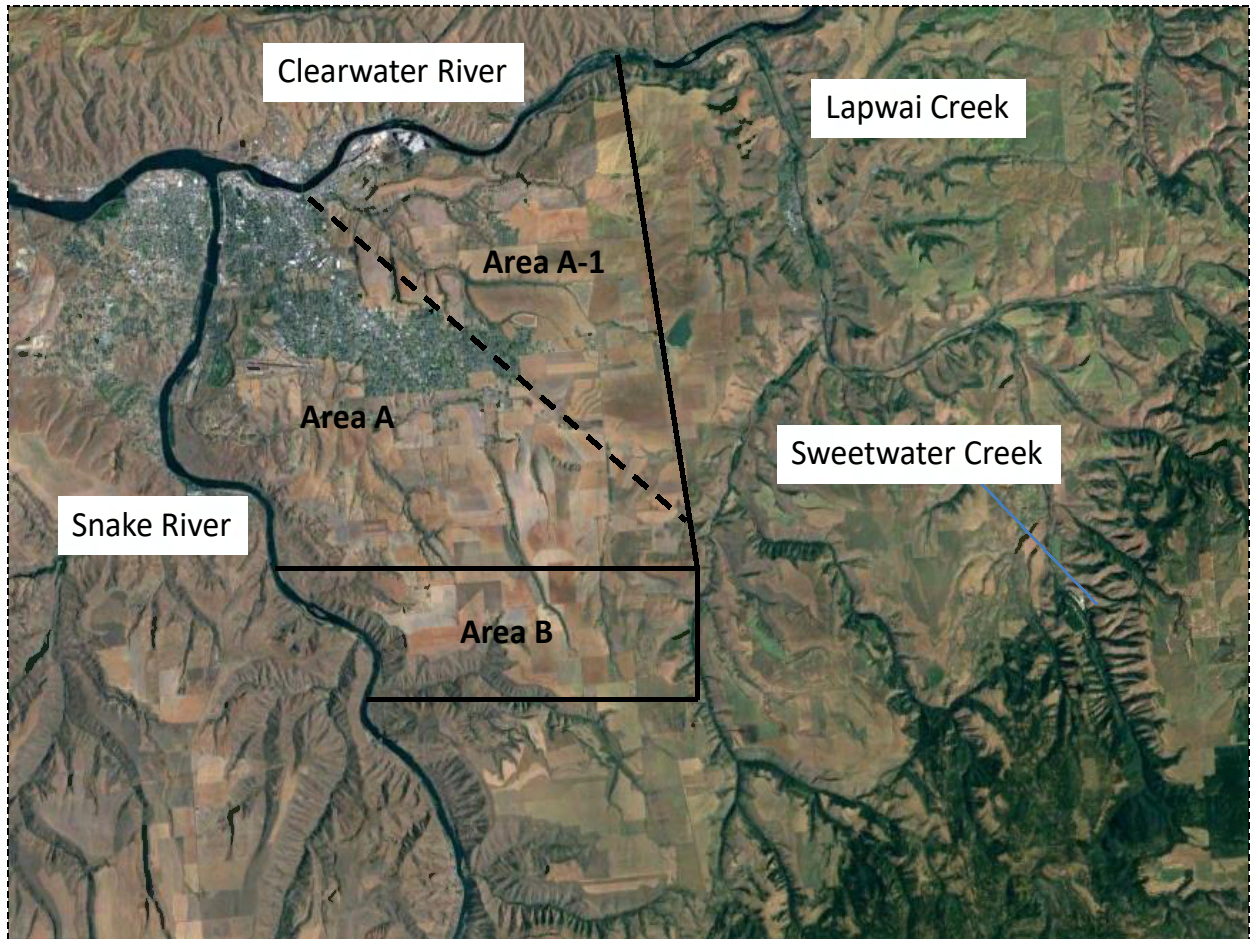 Clearwater River
Lapwai Creek
Area A-1
Area A
Sweetwater Creek
Snake River
Area B